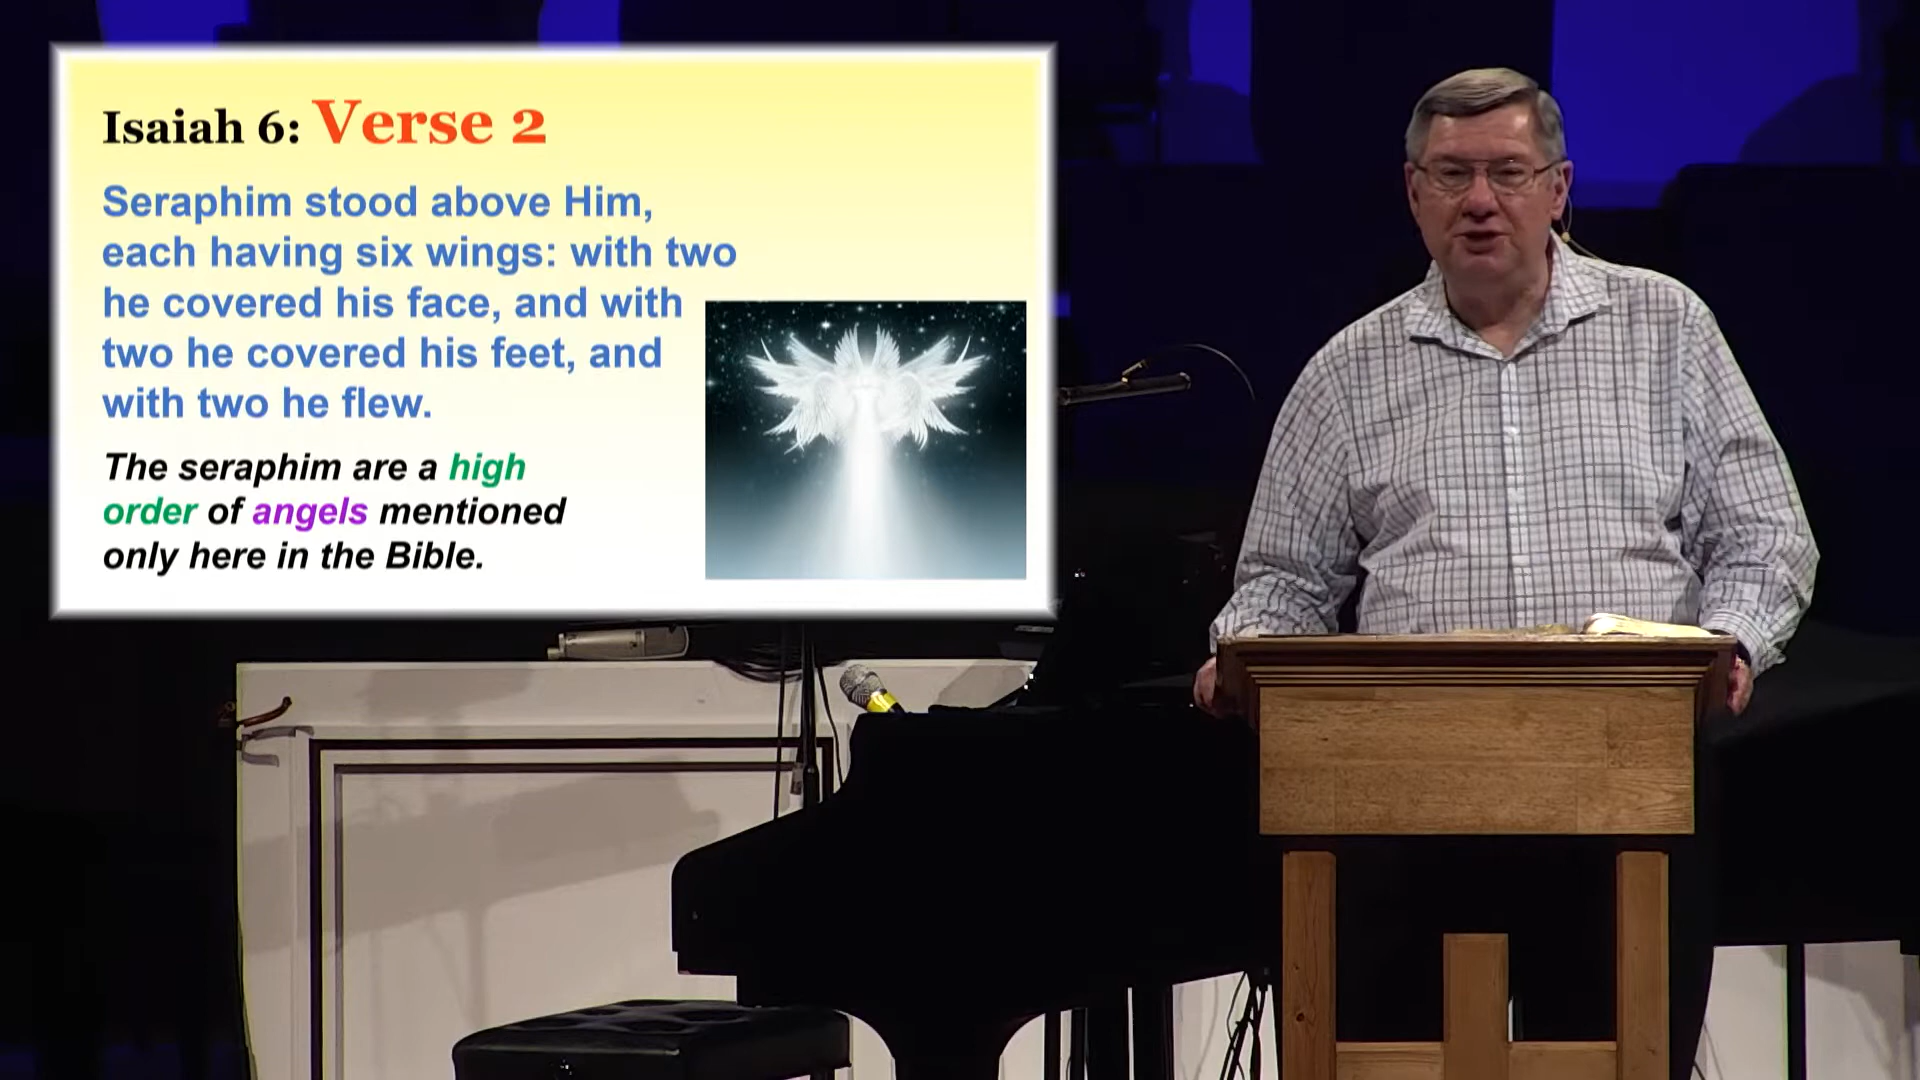 Isaiah 6: Verse 2
Seraphim stood above Him,
each having six wings: with two
he covered his face, and with
two he covered his feet, and
with two he flew.
The seraphim are a high
order of angels mentioned
only here in the Bible.